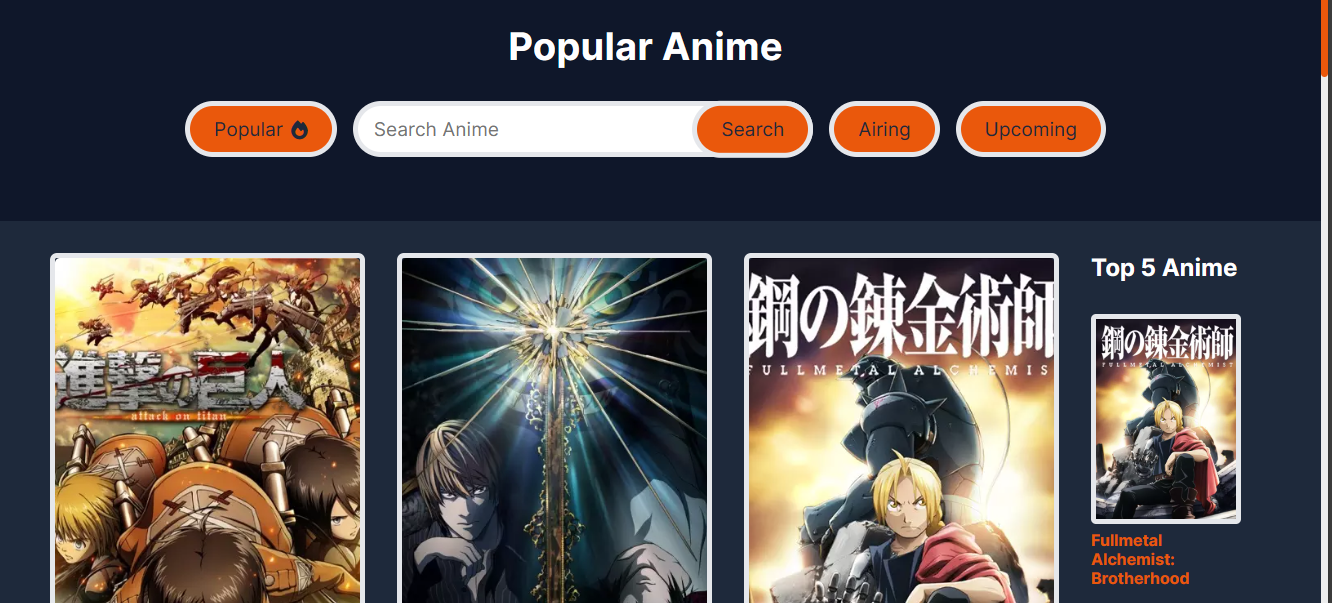 Popular Anime
Popular
Search Anime
Search
Airing
Upcoming
進撃の巨人
attack on titan
鋼の錬金術師
FULLMETAL ALCHEMIS
Top 5 Anime
鋼の錬金術師
FULLMETAL ALCHEMIST
Fullmetal
Alchemist:
Brotherhood